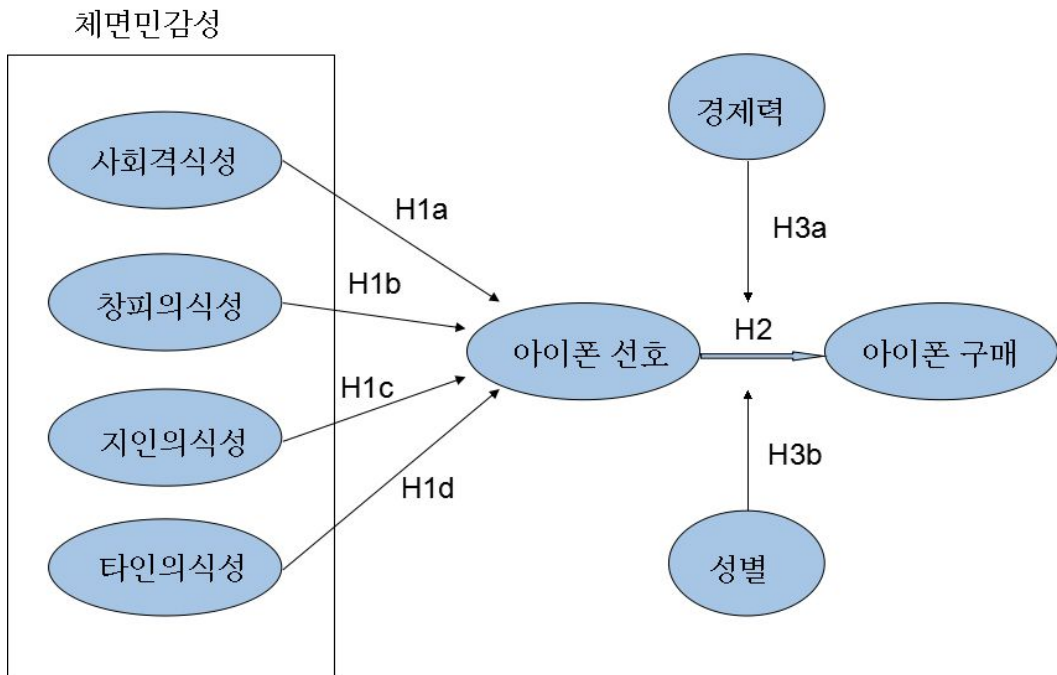 체면민감성
사회격식성
창피의식성
지인의식성
타인의식성
H1a
H1b
H1c
H1d
아이폰 선호
H2
아이폰 구매
경제력
H3a
H3b
성별